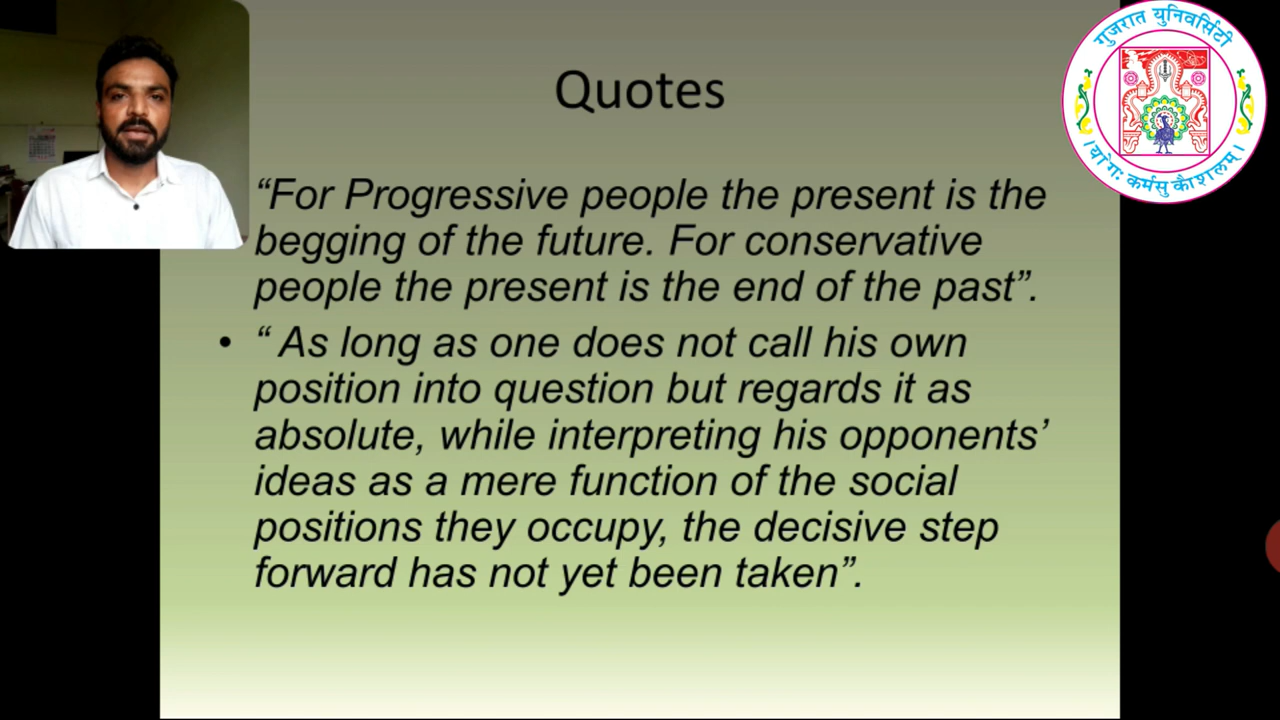 Quotes
गुजरात युनिवर्सिटी
“For Progressive people the present is the
begging of the future. For conservative
people the present is the end of the past”.
• “ As long as one does not call his own
position into question but regards it as
absolute, while interpreting his opponents’
ideas as a mere function of the social
positions they occupy, the decisive step
forward has not yet been taken”.
। योगः कर्मसु कौशलम् ।